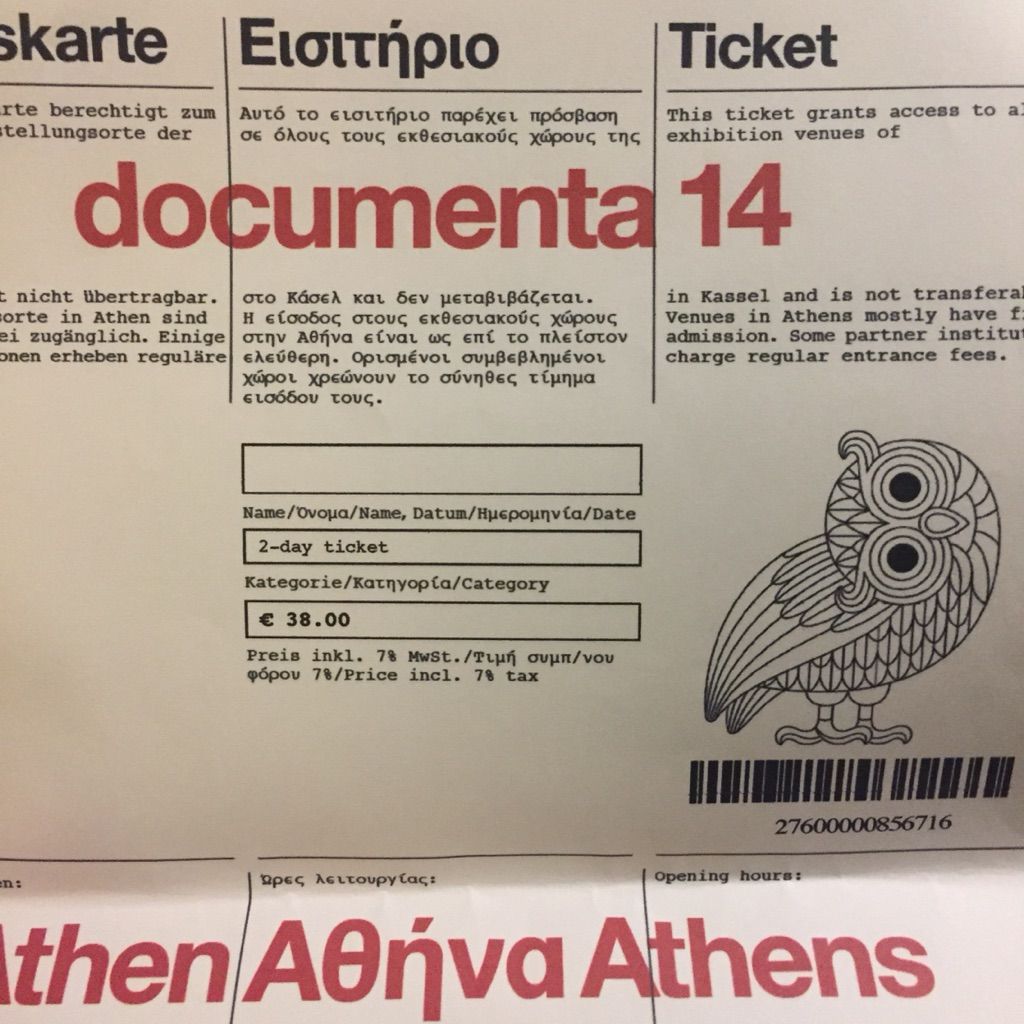 skarte
Εισιτήριο
Ticket
rte berechtigt zum
stellungsorte der
Αυτό το εισιτήριο παρέχει πρόσβαση
σε όλους τους εκθεσιακούς χώρους της
This ticket grants access to al
exhibition venues of
documenta 14
t nicht übertragbar.
orte in Athen sind
ei zugänglich. Einige
onen erheben reguläre
στο Κάσελ και δεν μεταβιβάζεται.
Η είσοδος στους εκθεσιακούς χώρους
στην Αθήνα είναι ως επί το πλείστον
ελεύθερη. Ορισμένοι συμβεβλημένοι
χώροι χρεώνουν το σύνηθες τίμημα
εισόδου τους.
in Kassel and is not transferal
Venues in Athens mostly have f
admission. Some partner institu
charge regular entrance fees.
Name/Όνομα/Name, Datum/Ημερομηνία/Date
2-day ticket
Kategorie/Κατηγορία/Category
€ 38.00
Preis inkl. 7% MwSt./Τιμή συμπ/νου
φόρου 7%/Price incl. 7% tax
27600000856716
en:
Ώρες λειτουργίας:
Opening hours:
Athen Αθήνα Athens